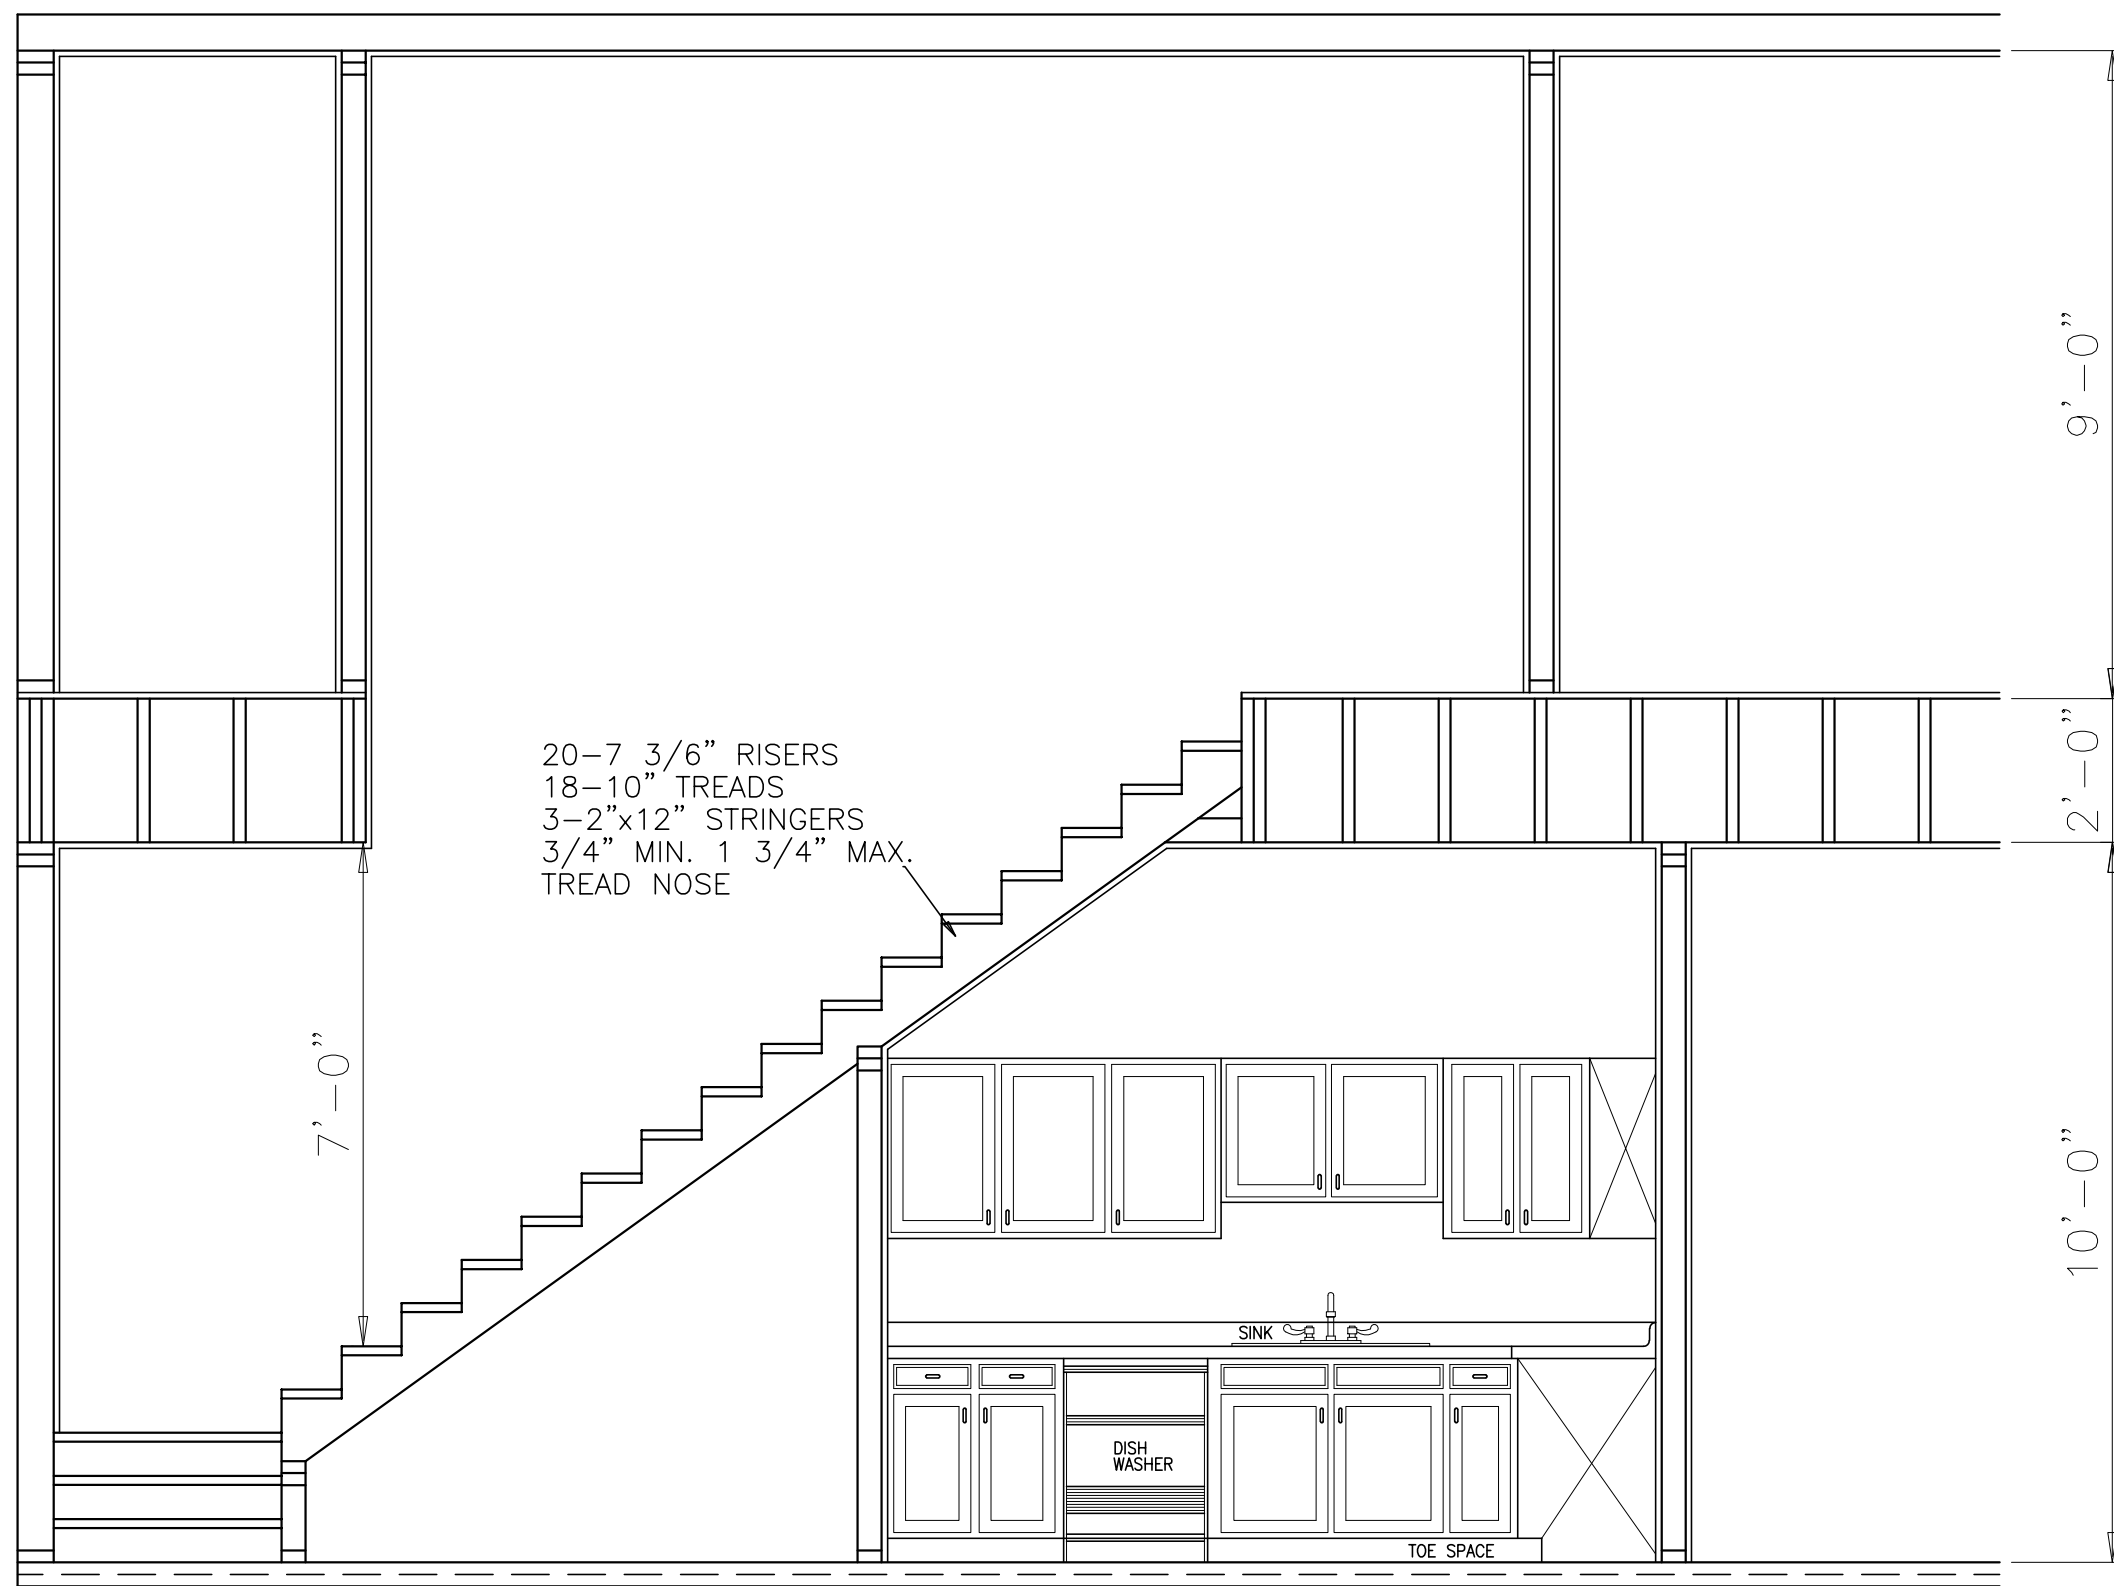 9'-0"
20-7 3/6" RISERS
18-10" TREADS
3-2"x12" STRINGERS
3/4" MIN. 1 3/4" MAX.
TREAD NOSE
2'-0"
7'-0"
10'-0"
SINK
DISH
WASHER
TOE SPACE